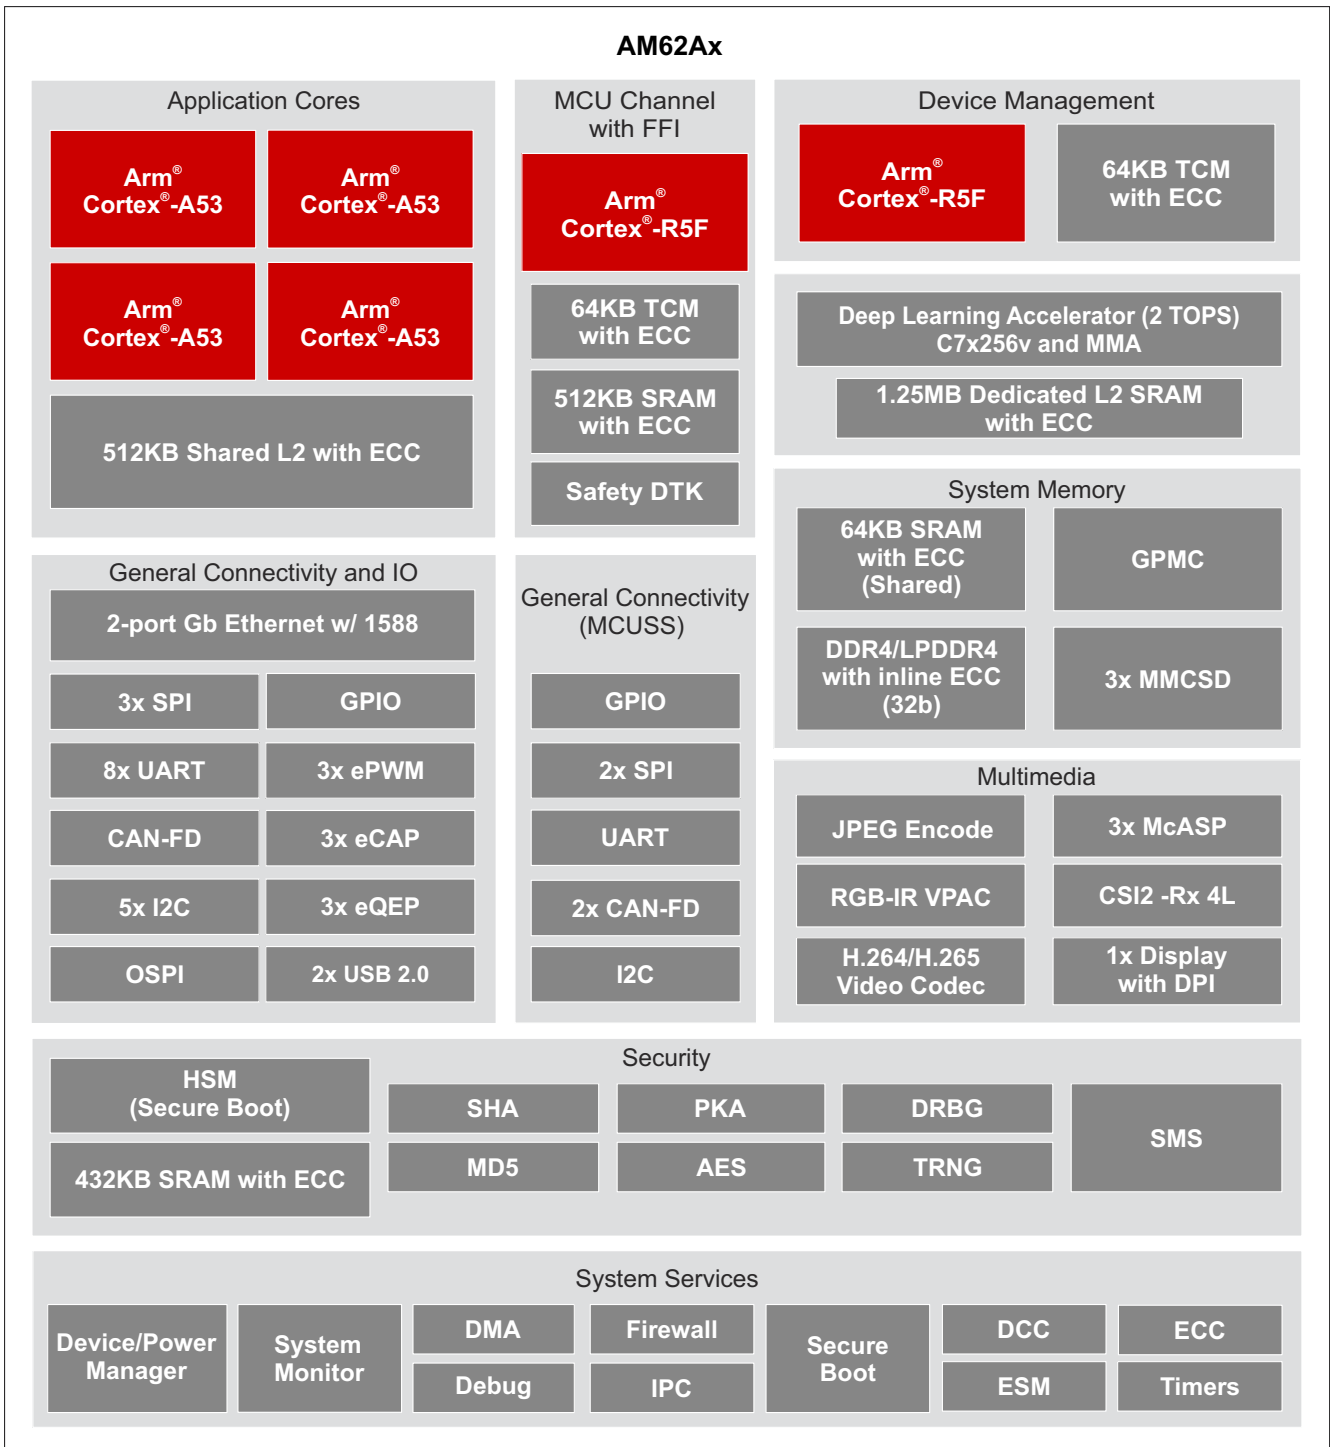 AM62Ax
Application Cores
Arm®
Cortex®-A53
Arm®
Cortex®-A53
Arm®
Cortex®-A53
Arm®
Cortex®-A53
512KB Shared L2 with ECC
MCU Channel
with FFI
Arm®
Cortex®-R5F
64KB TCM
with ECC
512KB SRAM
with ECC
Safety DTK
Device Management
Arm®
Cortex®-R5F
64KB TCM
with ECC
Deep Learning Accelerator (2 TOPS)
C7x256v and MMA
1.25MB Dedicated L2 SRAM
with ECC
System Memory
64KB SRAM
with ECC
(Shared)
GPMC
DDR4/LPDDR4
with inline ECC
(32b)
3x MMCSD
General Connectivity and IO
2-port Gb Ethernet w/ 1588
3x SPI
GPIO
8x UART
3x ePWM
CAN-FD
3x eCAP
5x I2C
3x eQEP
OSPI
2x USB 2.0
General Connectivity
(MCUSS)
GPIO
2x SPI
UART
2x CAN-FD
I2C
Multimedia
JPEG Encode
3x McASP
RGB-IR VPAC
CSI2 -Rx 4L
H.264/H.265
Video Codec
1x Display
with DPI
Security
HSM
(Secure Boot)
432KB SRAM with ECC
SHA
PKA
DRBG
MD5
AES
TRNG
SMS
System Services
Device/Power
Manager
System
Monitor
DMA
Debug
Firewall
IPC
Secure
Boot
DCC
ESM
ECC
Timers